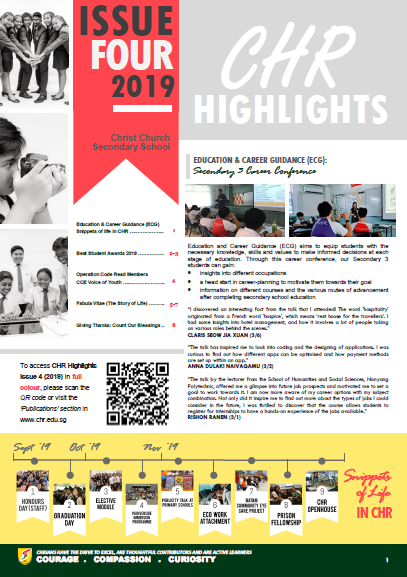 ISSUE
FOUR
2019
CHR
HIGHLIGHTS
Christ Church
Secondary School
Education & Career Guidance (ECG)
Snippets of life in CHR .................... 1
Best Student Awards 2019 ................. 2-3
Operation Code Read Members
CCE Voice of Youth ..................... 4
Fabula Vitae (The Story of Life) .......... 5-7
Giving Thanks: Count Our Blessings .. 8
To access CHR Highlights
Issue 4 (2019) in full
colour, please scan the
QR code or visit the
'Publications' section in
www.chr.edu.sg
EDUCATION & CAREER GUIDANCE (ECG):
Secondary 3 Career Conference
Education and Career Guidance (ECG) aims to equip students with the
necessary knowledge, skills and values to make informed decisions at each
stage of education. Through this career conference, our Secondary 3
students can gain:
• insights into different occupations
• a head start in career-planning to motivate them towards their goal
• information on different courses and the various routes of advancement
after completing secondary school education
"I discovered an interesting fact from the talk that I attended! The word 'hospitality'
originated from a French word 'hospice', which means 'rest house for the travellers'. I
had some insights into hotel management, and how it involves a lot of people taking
on various roles behind the scenes."
CLARIS SEOW JIA XUAN (3/6)
"The talk has inspired me to look into coding and the designing of applications. I was
curious to find out how different apps can be optimised and how payment methods
are set up within an app."
ANNA DULAKI NAIVAGAMU (3/2)
"The talk by the lecturer from the School of Humanities and Social Sciences, Nanyang
Polytechnic, offered me a glimpse into future job prospects and motivated me to set a
goal to work towards it. I am now more aware of my career options with my subject
combination. Not only did it inspire me to find out more about the types of jobs I could
consider in the future, I was thrilled to discover that the course allows students to
register for internships to have a hands-on experience of the jobs available."
RISHON RANEN (3/1)
Sept '19 Oct '19 Nov '19
1
HONOURS
DAY (STAFF)
2
GRADUATION
DAY
3
ELECTIVE
MODULE
4
IMMERSION
PROGRAMME
5
PUBLICITY TALK AT
PRIMARY SCHOOLS
6
ECG WORK
ATTACHMENT
7
BATAM
COMMUNITY EYE
CARE PROJECT
8
PRISON
FELLOWSHIP
9
CHR
OPENHOUSE
Snippets
of Life
IN CHR
CHRIANS HAVE THE DRIVE TO EXCEL, ARE THOUGHTFUL CONTRIBUTORS AND ARE ACTIVE LEARNERS
COURAGE . COMPASSION . CURIOSITY
1